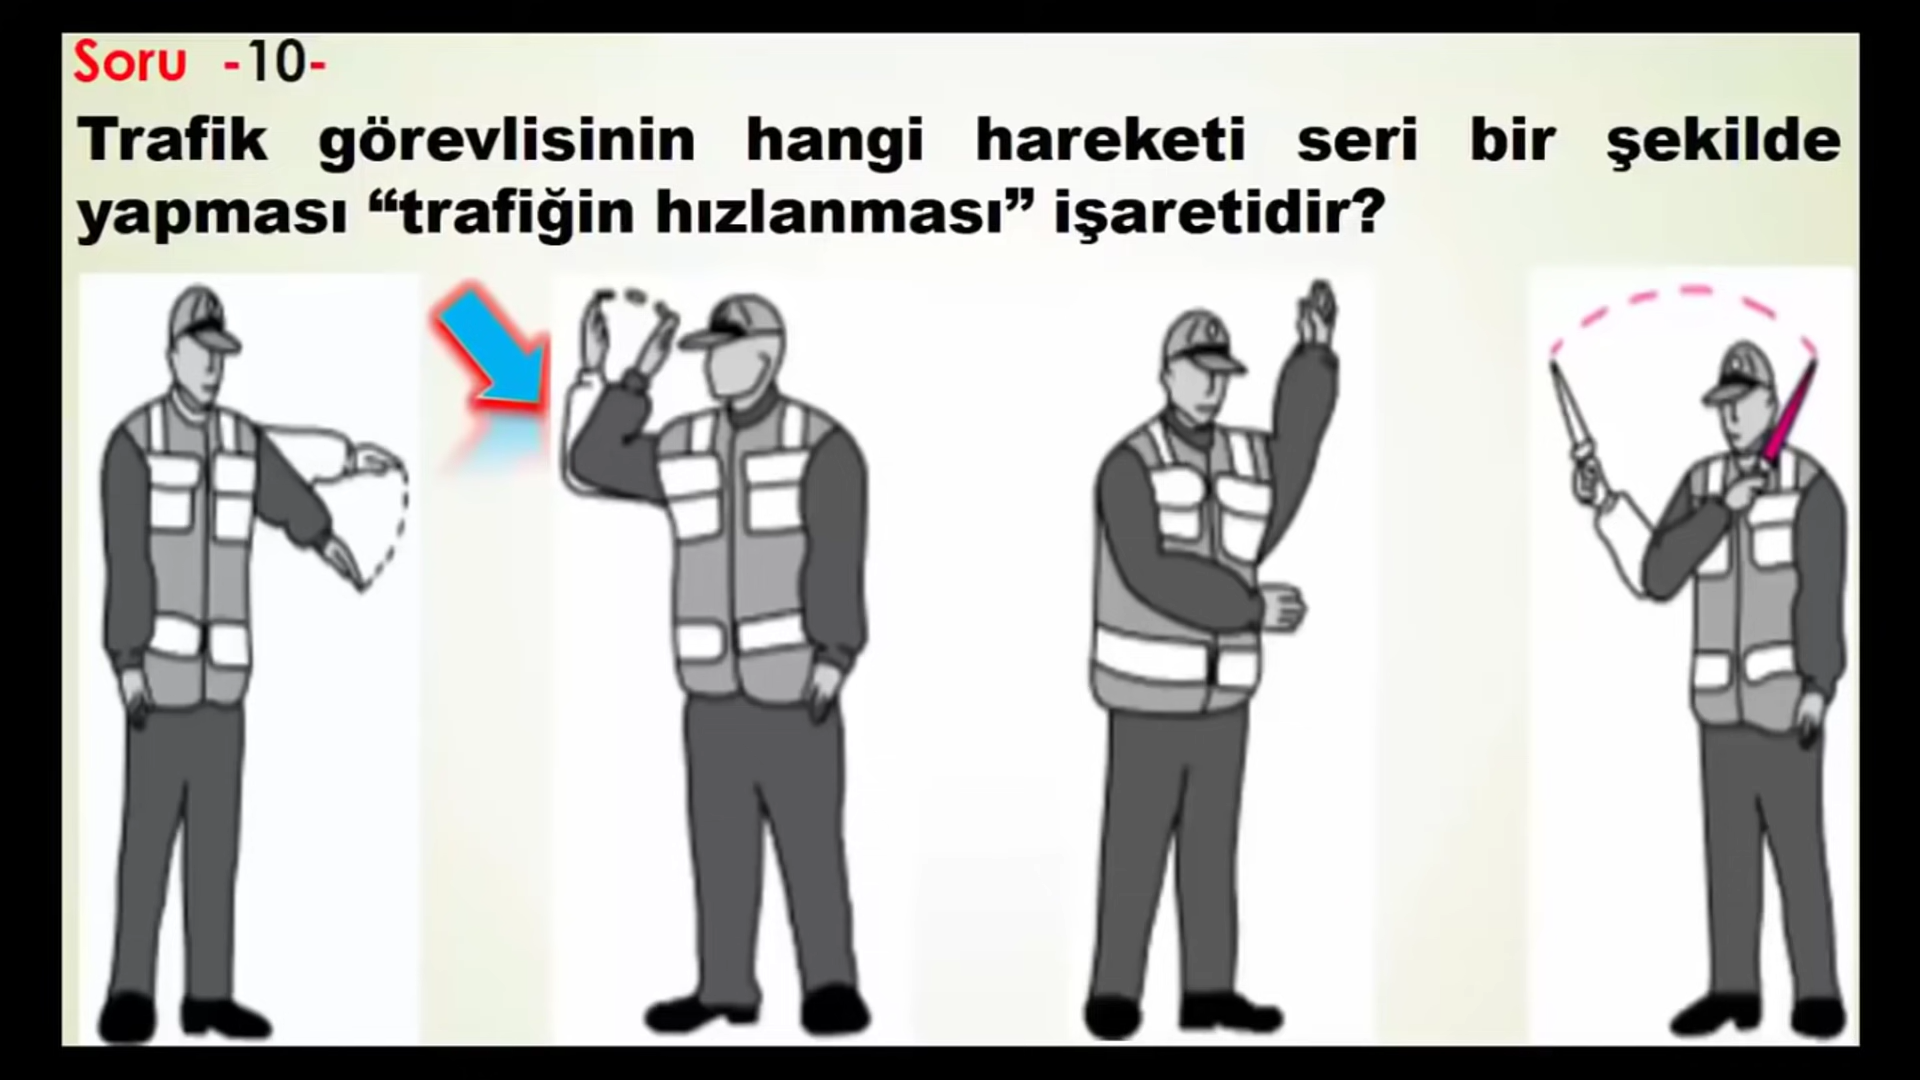 Soru -10-
Trafik görevlisinin hangi hareketi seri bir şekilde
yapması “trafiğin hızlanması” işaretidir?